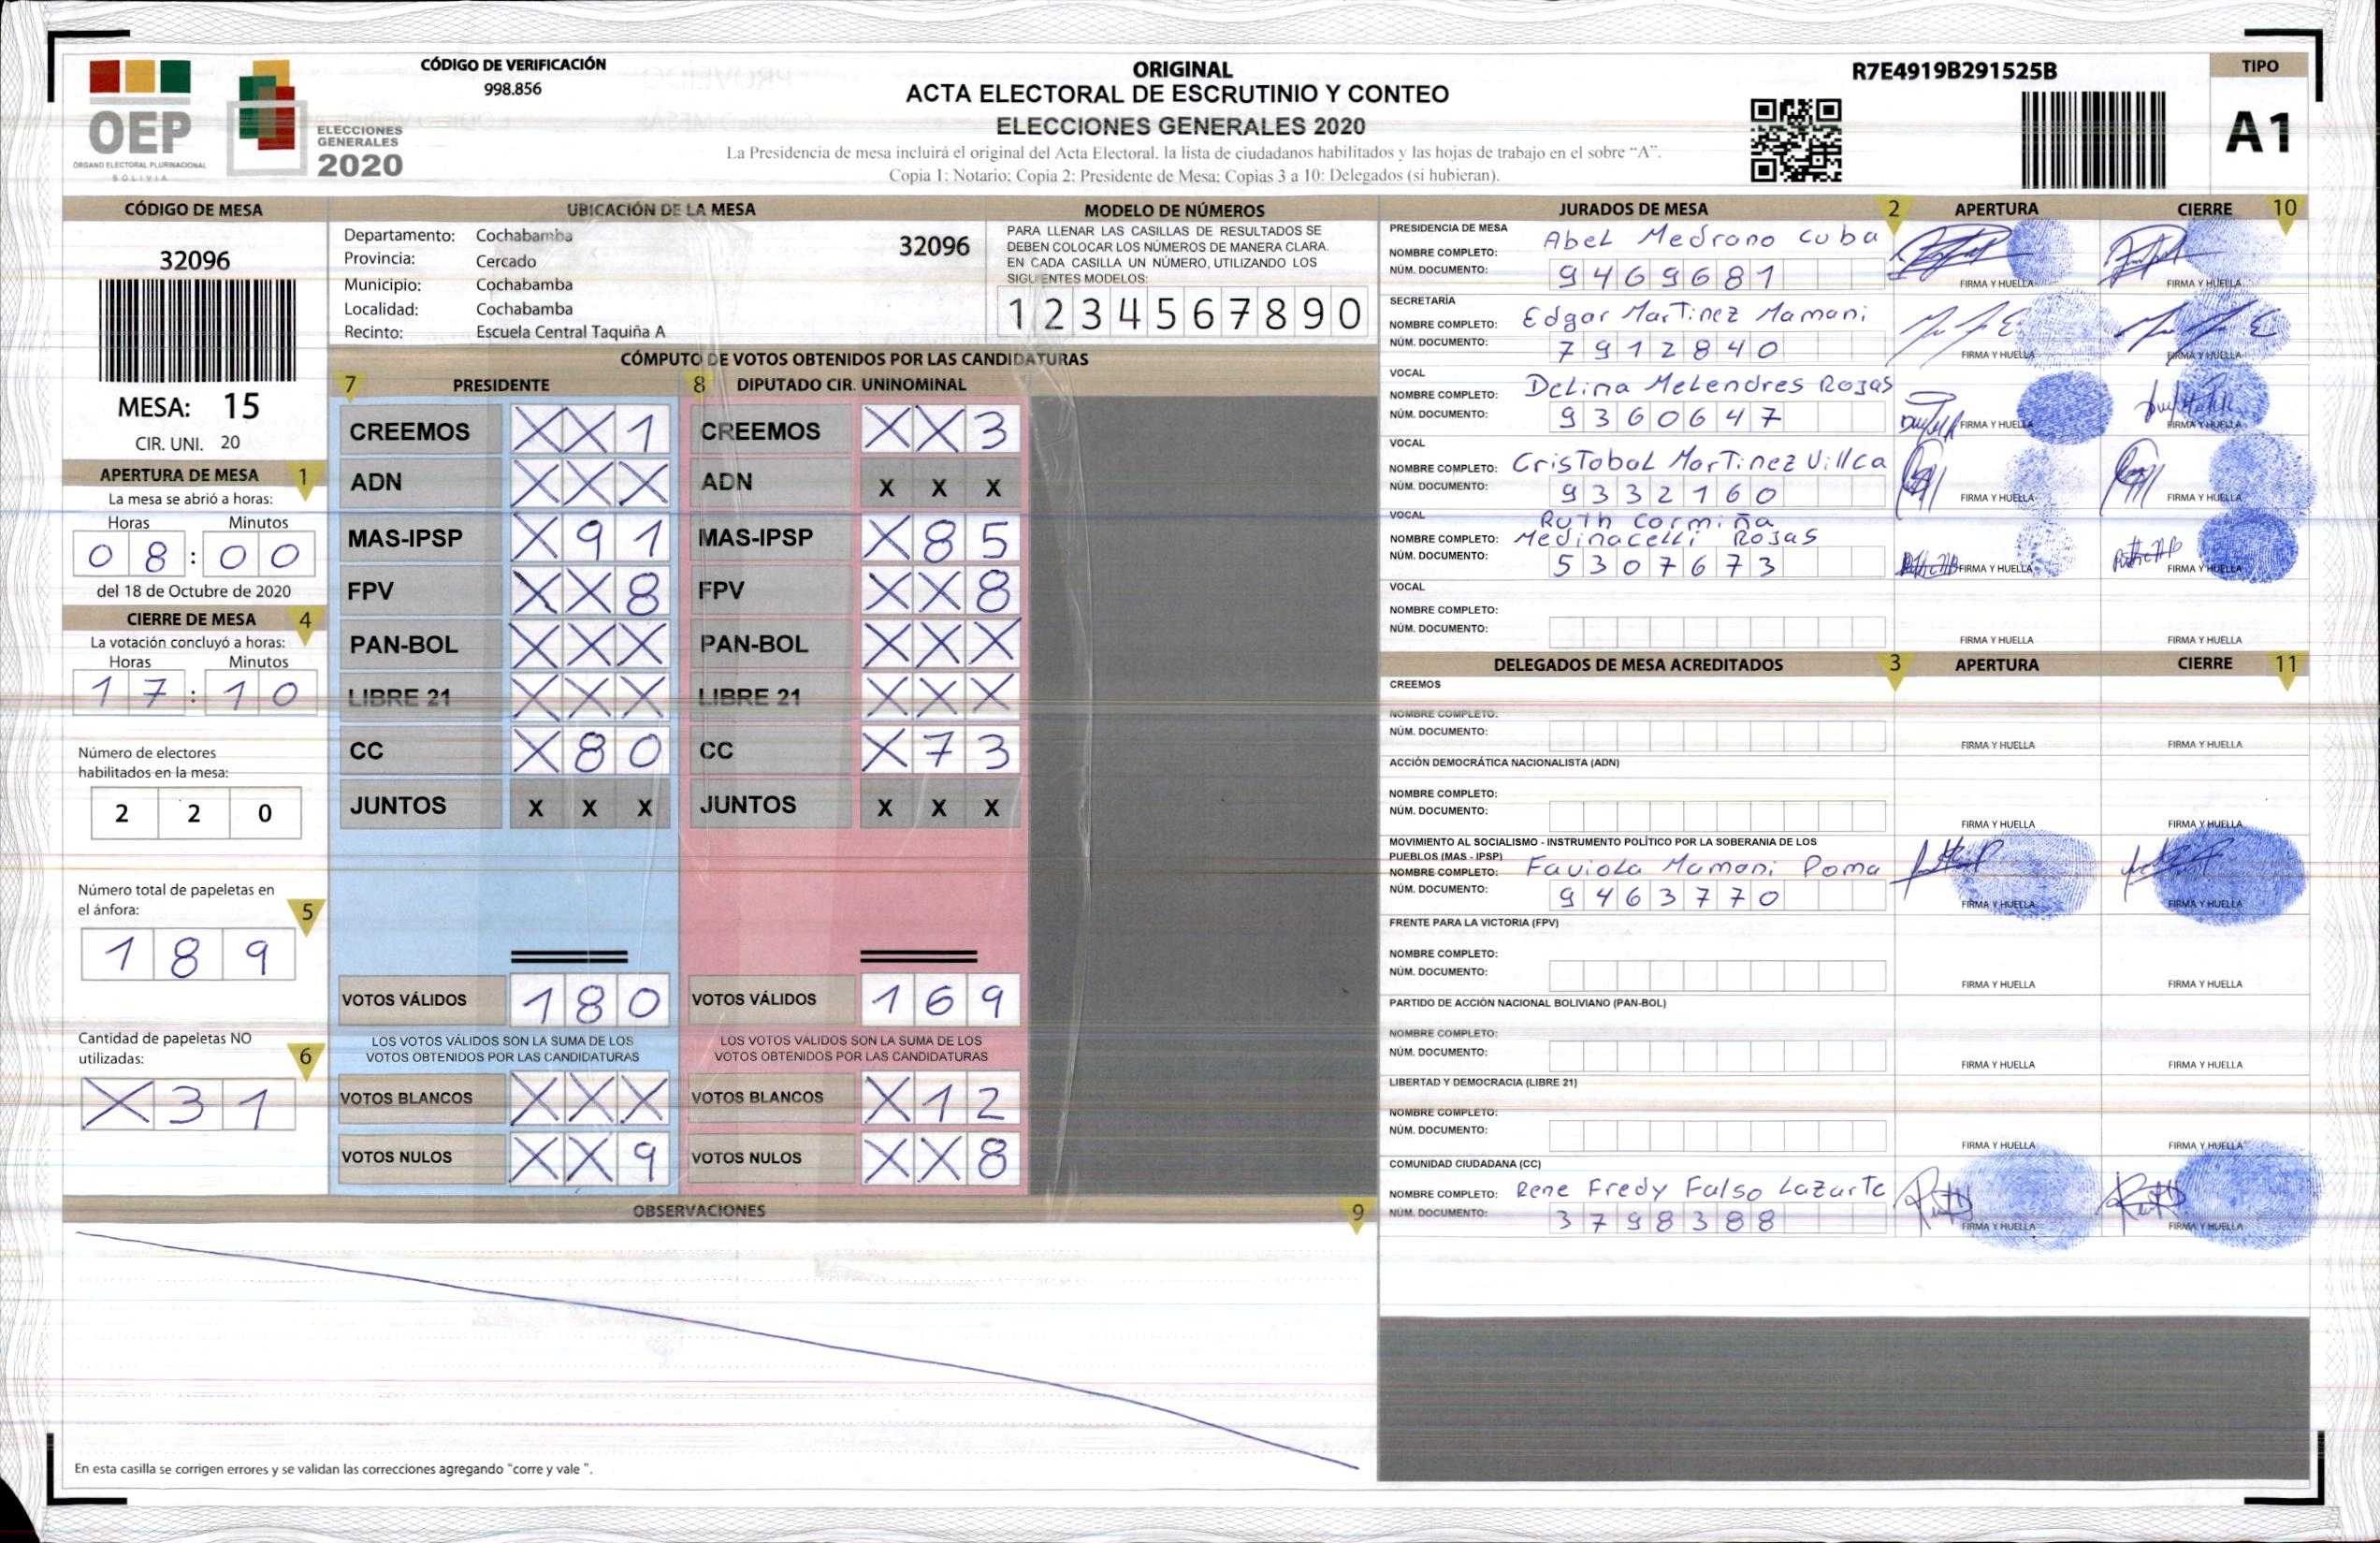 OEP
ÓRGANO ELECTORAL PLURINACIONAL
BOLIVIA
ELECCIONES
GENERALES
2020
CÓDIGO DE VERIFICACIÓN
998.856
ORIGINAL
ACTA ELECTORAL DE ESCRUTINIO Y CONTEO
ELECCIONES GENERALES 2020
La Presidencia de mesa incluirá el original del Acta Electoral, la lista de ciudadanos habilitados y las hojas de trabajo en el sobre “A”.
Copia 1: Notario; Copia 2: Presidente de Mesa; Copias 3 a 10: Delegados (si hubieran).
R7E4919B291525B
TIPO
A1
CÓDIGO DE MESA
32096
MESA: 15
CIR. UNI. 20
APERTURA DE MESA 1
La mesa se abrió a horas:
Horas Minutos
0 8 : 0 0
del 18 de Octubre de 2020
CIERRE DE MESA 4
La votación concluyó a horas:
Horas Minutos
1 7 : 1 0
Número de electores
habilitados en la mesa:
2 2 0
Número total de papeletas en
el ánfora: 5
1 8 9
Cantidad de papeletas NO
utilizadas: 6
X 3 1
UBICACIÓN DE LA MESA
Departamento: Cochabamba
Provincia: Cercado
Municipio: Cochabamba
Localidad: Cochabamba
Recinto: Escuela Central Taquiña A
32096
MODELO DE NÚMEROS
PARA LLENAR LAS CASILLAS DE RESULTADOS SE
DEBEN COLOCAR LOS NÚMEROS DE MANERA CLARA.
EN CADA CASILLA UN NÚMERO, UTILIZANDO LOS
SIGUIENTES MODELOS:
1 2 3 4 5 6 7 8 9 0
CÓMPUTO DE VOTOS OBTENIDOS POR LAS CANDIDATURAS
7 PRESIDENTE 8 DIPUTADO CIR. UNINOMINAL
CREEMOS X X 1 CREEMOS X X 3
ADN X X X ADN X X X
MAS-IPSP X 9 1 MAS-IPSP X 8 5
FPV X X 8 FPV X X 8
PAN-BOL X X X PAN-BOL X X X
LIBRE 21 X X X LIBRE 21 X X X
CC X 8 0 CC X 7 3
JUNTOS X X X JUNTOS X X X
VOTOS VÁLIDOS 1 8 0 VOTOS VÁLIDOS 1 6 9
LOS VOTOS VÁLIDOS SON LA SUMA DE LOS LOS VOTOS VÁLIDOS SON LA SUMA DE LOS
VOTOS OBTENIDOS POR LAS CANDIDATURAS VOTOS OBTENIDOS POR LAS CANDIDATURAS
VOTOS BLANCOS X X X VOTOS BLANCOS X 1 2
VOTOS NULOS X X 9 VOTOS NULOS X X 8
OBSERVACIONES 9
En esta casilla se corrigen errores y se validan las correcciones agregando “corre y vale ”.
JURADOS DE MESA 2 APERTURA CIERRE 10
PRESIDENCIA DE MESA
NOMBRE COMPLETO: Abel Medrano Cuba
NÚM. DOCUMENTO: 9469681 FIRMA Y HUELLA FIRMA Y HUELLA
SECRETARÍA
NOMBRE COMPLETO: Edgar Martinez Mamani
NÚM. DOCUMENTO: 7912840 FIRMA Y HUELLA FIRMA Y HUELLA
VOCAL
NOMBRE COMPLETO: Delina Melendres Rojas
NÚM. DOCUMENTO: 9360647 FIRMA Y HUELLA FIRMA Y HUELLA
VOCAL
NOMBRE COMPLETO: Cristobal Martinez Villca
NÚM. DOCUMENTO: 9332160 FIRMA Y HUELLA FIRMA Y HUELLA
VOCAL Ruth Cormiña
NOMBRE COMPLETO: Medinacelli Rojas
NÚM. DOCUMENTO: 5307673 FIRMA Y HUELLA FIRMA Y HUELLA
VOCAL
NOMBRE COMPLETO:
NÚM. DOCUMENTO: FIRMA Y HUELLA FIRMA Y HUELLA
DELEGADOS DE MESA ACREDITADOS 3 APERTURA CIERRE 11
CREEMOS
NOMBRE COMPLETO:
NÚM. DOCUMENTO: FIRMA Y HUELLA FIRMA Y HUELLA
ACCIÓN DEMOCRÁTICA NACIONALISTA (ADN)
NOMBRE COMPLETO:
NÚM. DOCUMENTO: FIRMA Y HUELLA FIRMA Y HUELLA
MOVIMIENTO AL SOCIALISMO - INSTRUMENTO POLÍTICO POR LA SOBERANIA DE LOS
PUEBLOS (MAS - IPSP)
NOMBRE COMPLETO: Faviola Mamani Poma
NÚM. DOCUMENTO: 9463770 FIRMA Y HUELLA FIRMA Y HUELLA
FRENTE PARA LA VICTORIA (FPV)
NOMBRE COMPLETO:
NÚM. DOCUMENTO: FIRMA Y HUELLA FIRMA Y HUELLA
PARTIDO DE ACCIÓN NACIONAL BOLIVIANO (PAN-BOL)
NOMBRE COMPLETO:
NÚM. DOCUMENTO: FIRMA Y HUELLA FIRMA Y HUELLA
LIBERTAD Y DEMOCRACIA (LIBRE 21)
NOMBRE COMPLETO:
NÚM. DOCUMENTO: FIRMA Y HUELLA FIRMA Y HUELLA
COMUNIDAD CIUDADANA (CC)
NOMBRE COMPLETO: Rene Fredy Falso Lazarte
NÚM. DOCUMENTO: 3798388 FIRMA Y HUELLA FIRMA Y HUELLA